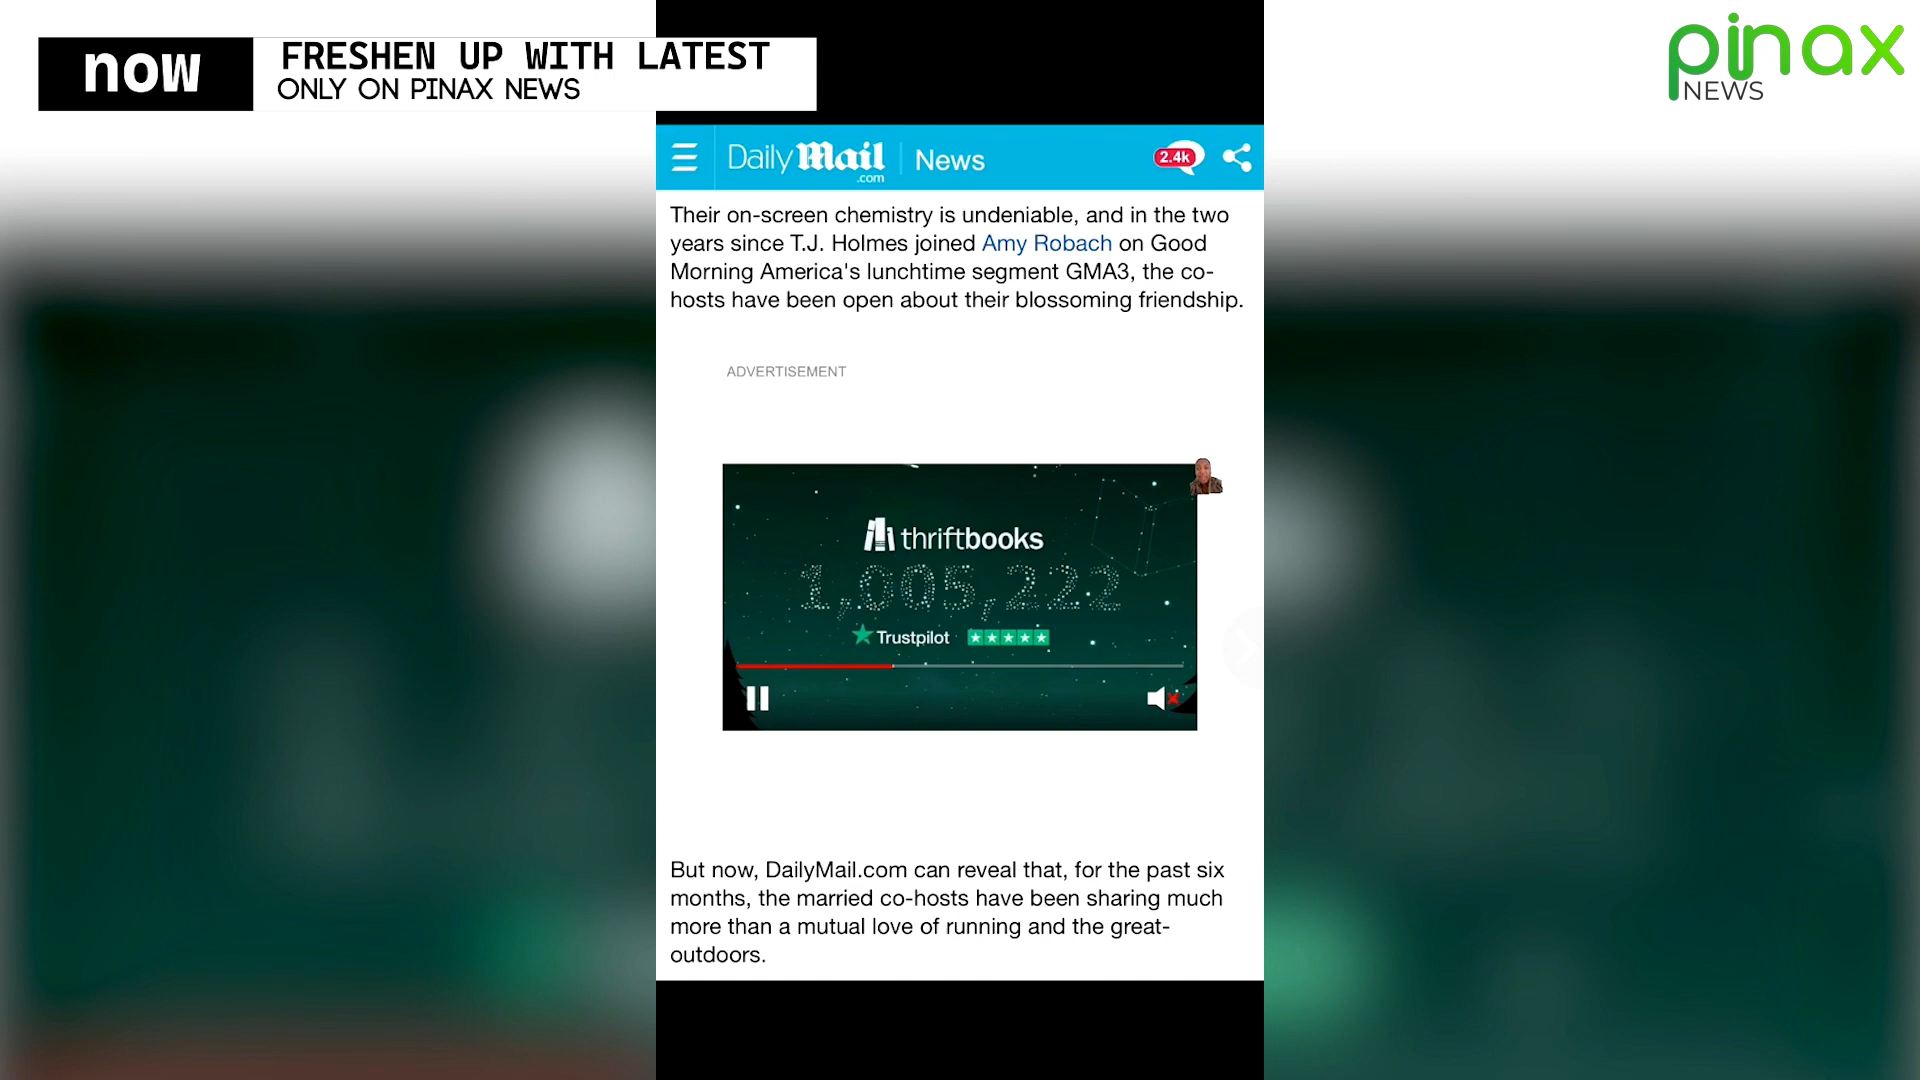 now
FRESHEN UP WITH LATEST
ONLY ON PINAX NEWS
pinax
NEWS
Daily Mail
.com
News
2.4k
Their on-screen chemistry is undeniable, and in the two
years since T.J. Holmes joined Amy Robach on Good
Morning America's lunchtime segment GMA3, the co-
hosts have been open about their blossoming friendship.
ADVERTISEMENT
thriftbooks
1,005,222
Trustpilot
But now, DailyMail.com can reveal that, for the past six
months, the married co-hosts have been sharing much
more than a mutual love of running and the great-
outdoors.